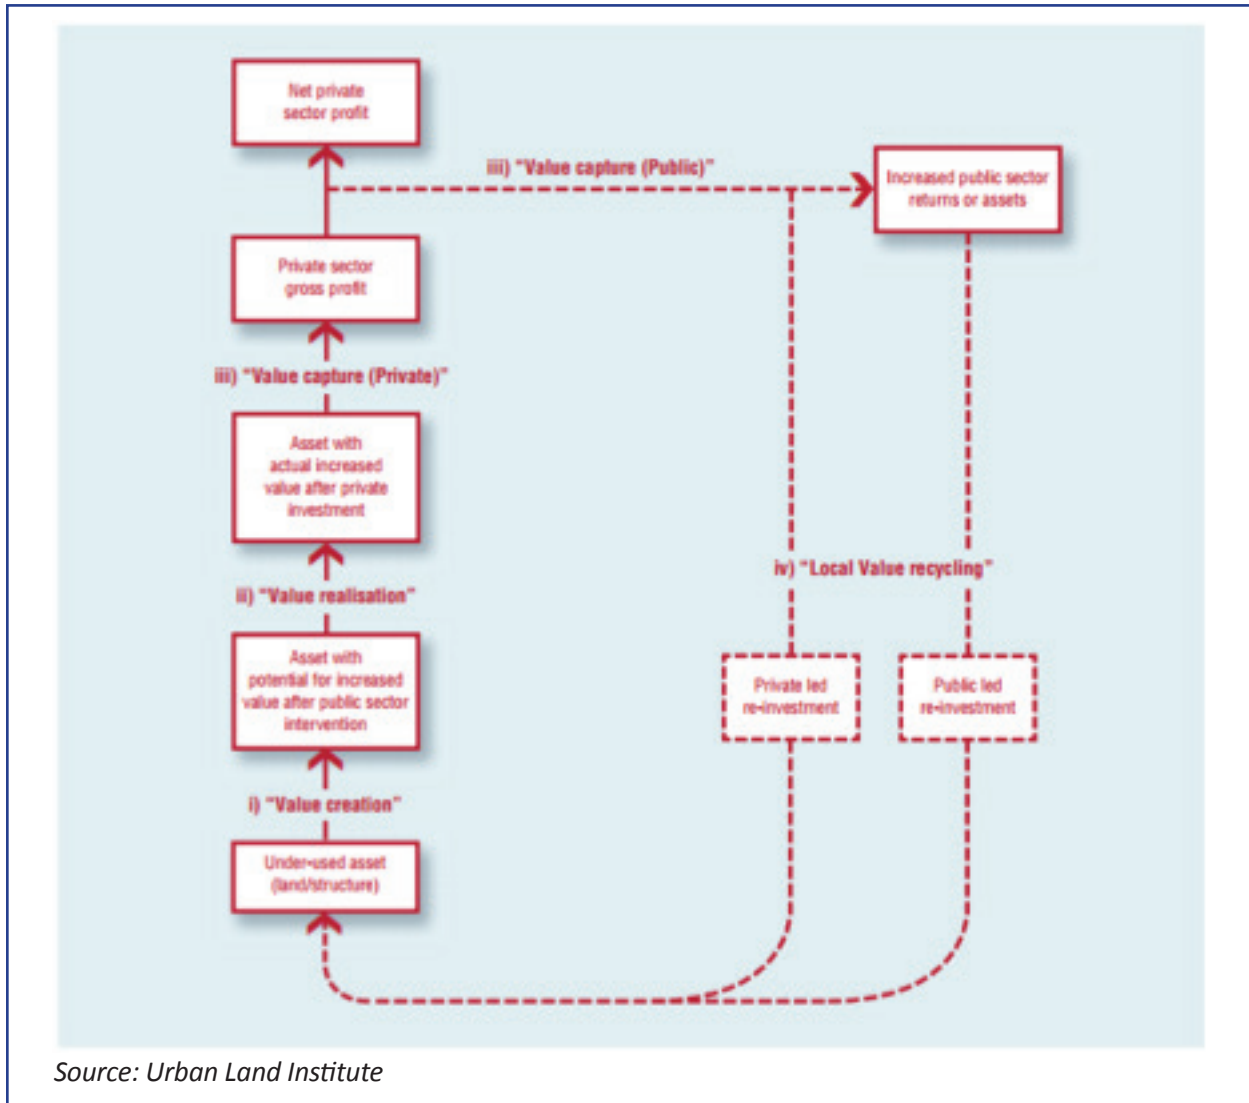 Net private
sector profit
iii) “Value capture (Public)”
Increased public sector
returns or assets
Private sector
gross profit
iii) “Value capture (Private)”
Asset with
actual increased
value after private
investment
ii) “Value realisation”
iv) “Local Value recycling”
Asset with
potential for increased
value after public sector
intervention
Private led
re-investment
Public led
re-investment
i) “Value creation”
Under-used asset
(land/structure)
Source: Urban Land Institute